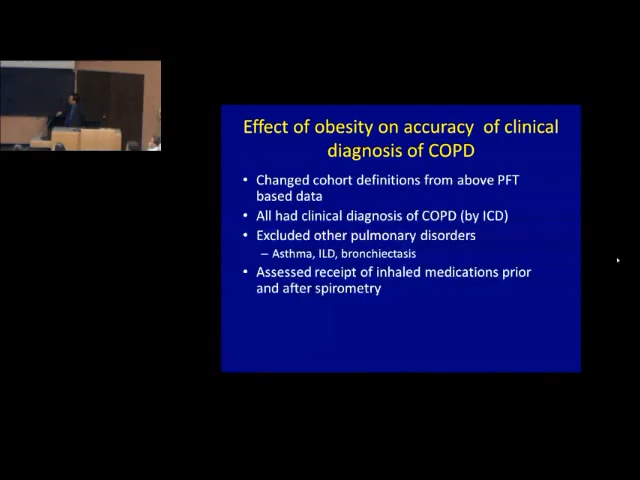 Effect of obesity on accuracy of clinical
diagnosis of COPD
• Changed cohort definitions from above PFT
based data
• All had clinical diagnosis of COPD (by ICD)
• Excluded other pulmonary disorders
– Asthma, ILD, bronchiectasis
• Assessed receipt of inhaled medications prior
and after spirometry